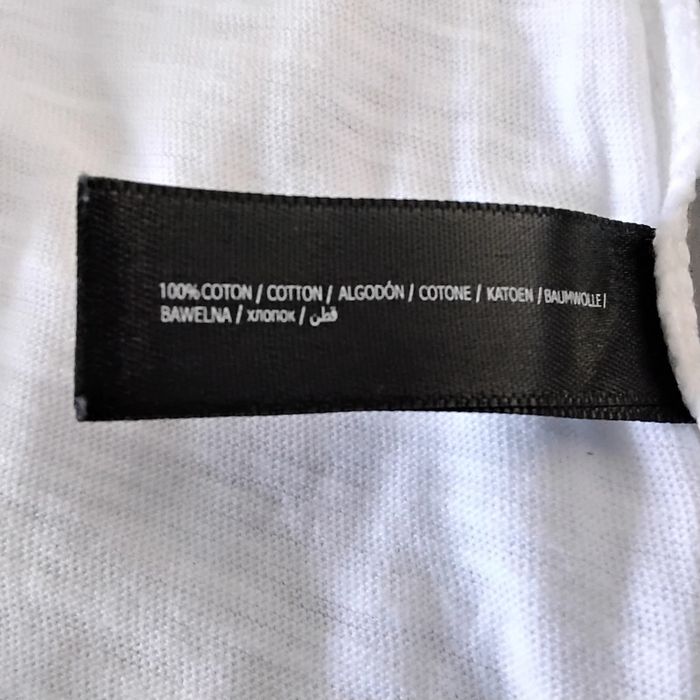 100% COTON / COTTON / ALGODÓN / COTONE / KATOEN / BAUMWOLLE /
BAWELNA / хлопок / قطن